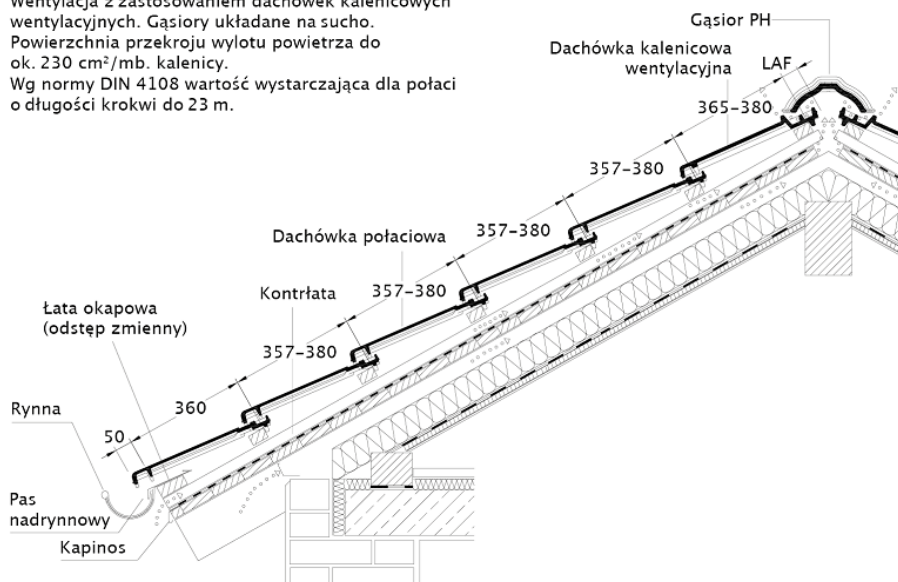 Wentylacja z zastosowaniem dachówek kalenicowych
wentylacyjnych. Gąsiory układane na sucho.
Powierzchnia przekroju wylotu powietrza do
ok. 230 cm²/mb. kalenicy.
Wg normy DIN 4108 wartość wystarczająca dla połaci
o długości krokwi do 23 m.
Gąsior PH
Dachówka kalenicowa
wentylacyjna
LAF
365–380
357–380
357–380
Dachówka połaciowa
357–380
Kontrłata
357–380
Łata okapowa
(odstęp zmienny)
360
Rynna
50
Pas
nadrynnowy
Kapinos